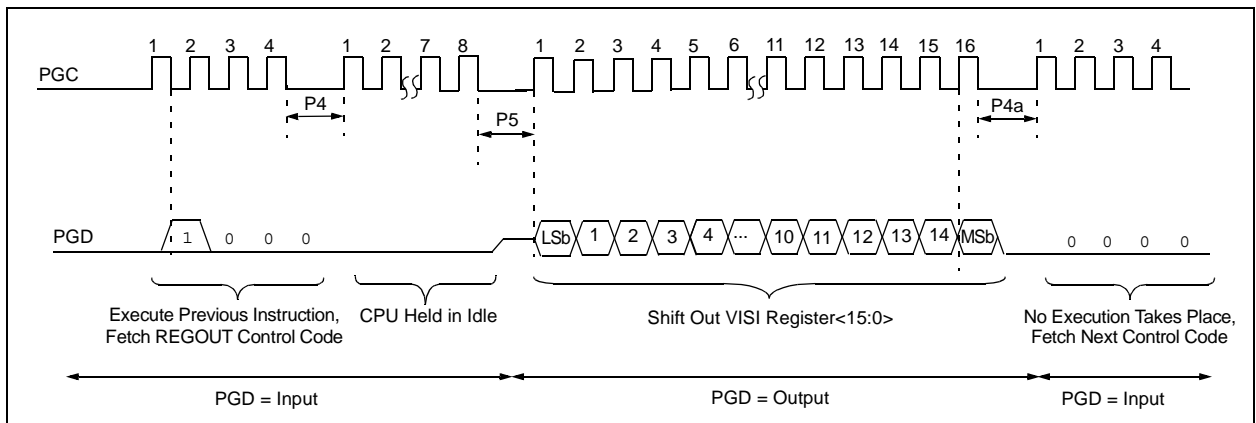 1 2 3 4 1 2 7 8 1 2 3 4 5 6 11 12 13 14 15 16 1 2 3 4
PGC
P4 P5 P4a
PGD 1 0 0 0 LSb 1 2 3 4 ... 10 11 12 13 14 MSb 0 0 0 0
Execute Previous Instruction,
Fetch REGOUT Control Code
CPU Held in Idle
Shift Out VISI Register<15:0>
No Execution Takes Place,
Fetch Next Control Code
PGD = Input PGD = Output PGD = Input